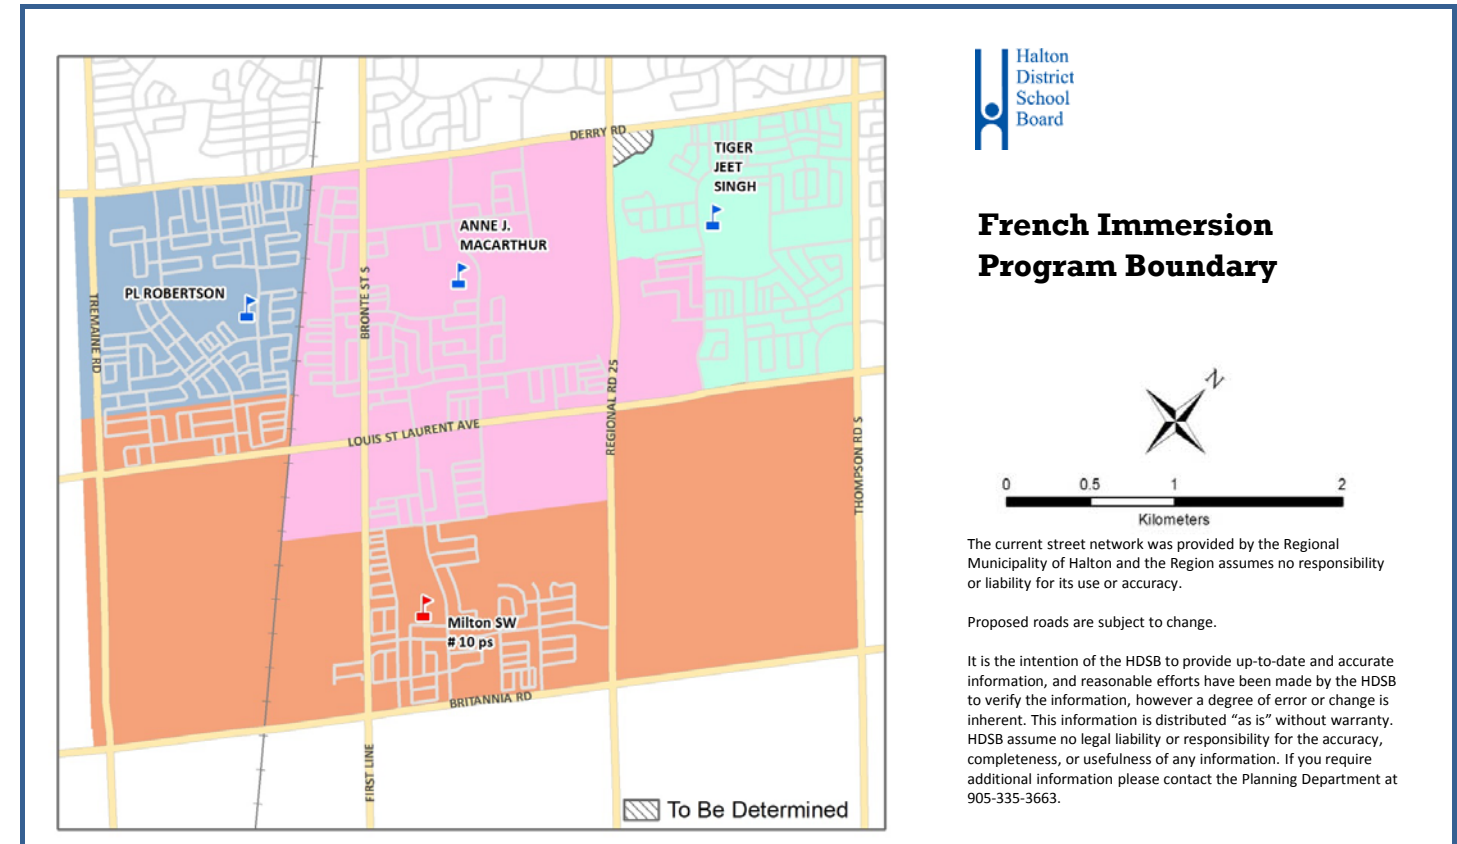 Halton
District
School
Board
French Immersion
Program Boundary
DERRY RD
TIGER
JEET
SINGH
ANNE J.
MACARTHUR
PL ROBERTSON
TREMAINE RD
BRONTE ST S
REGIONAL RD 25
LOUIS ST LAURENT AVE
THOMPSON RD S
Milton SW
# 10 ps
BRITANNIA RD
FIRST LINE
To Be Determined
N
0 0.5 1 2
Kilometers
The current street network was provided by the Regional
Municipality of Halton and the Region assumes no responsibility
or liability for its use or accuracy.
Proposed roads are subject to change.
It is the intention of the HDSB to provide up-to-date and accurate
information, and reasonable efforts have been made by the HDSB
to verify the information, however a degree of error or change is
inherent. This information is distributed “as is” without warranty.
HDSB assume no legal liability or responsibility for the accuracy,
completeness, or usefulness of any information. If you require
additional information please contact the Planning Department at
905-335-3663.